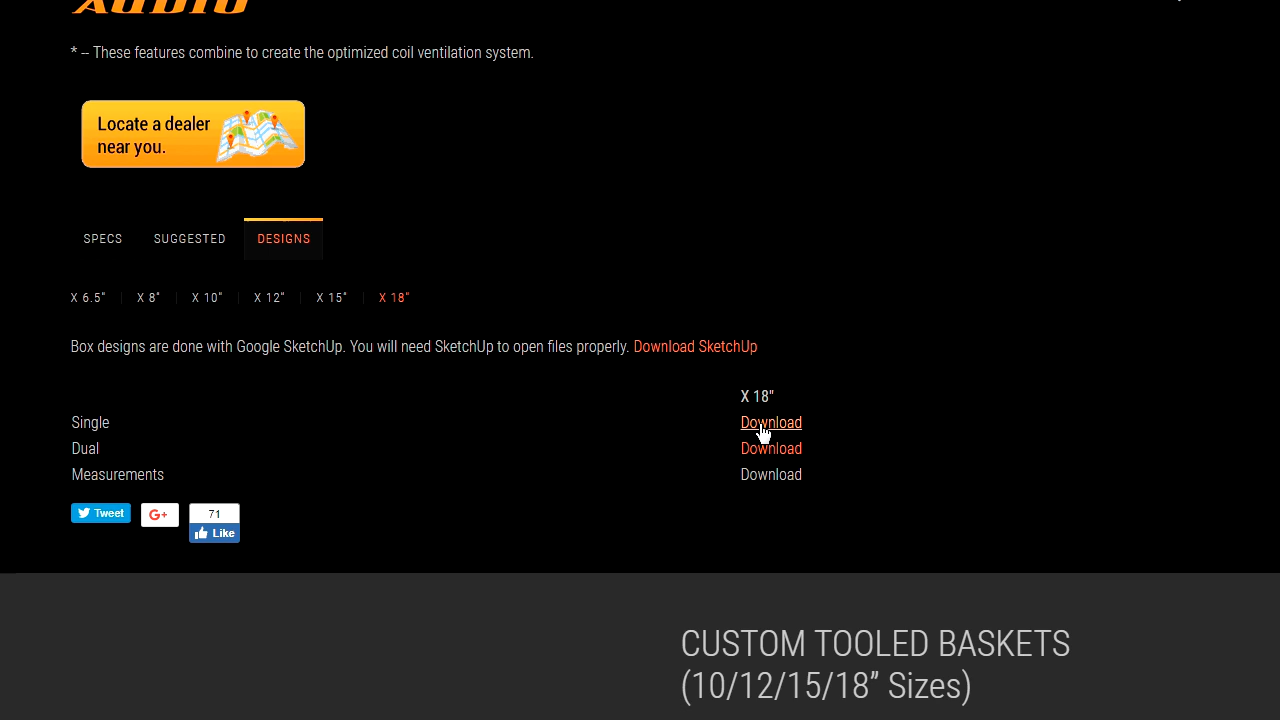 AUDIO
* -- These features combine to create the optimized coil ventilation system.
Locate a dealer
near you.
SPECS SUGGESTED DESIGNS
X 6.5" X 8" X 10" X 12" X 15" X 18"
Box designs are done with Google SketchUp. You will need SketchUp to open files properly. Download SketchUp
X 18"
Single Download
Dual Download
Measurements Download
Tweet G+ 71
Like
CUSTOM TOOLED BASKETS
(10/12/15/18” Sizes)